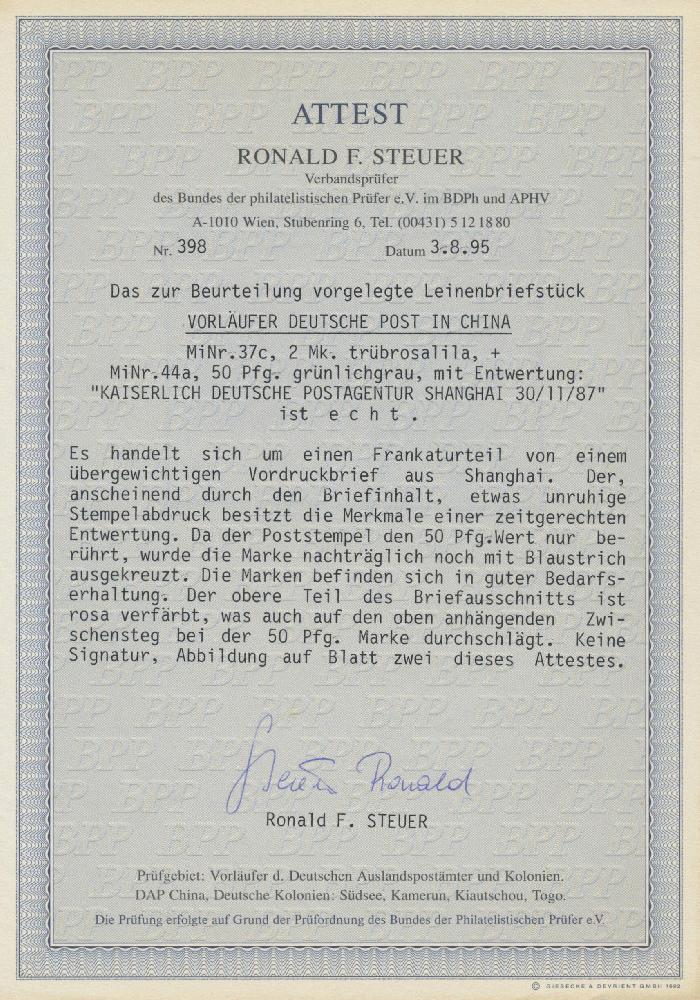 ATTEST
RONALD F. STEUER
Verbandsprüfer
des Bundes der philatelistischen Prüfer e.V. im BDPh und APHV
A-1010 Wien, Stubenring 6, Tel. (00431) 5 12 18 80
Nr. 398 Datum 3.8.95
Das zur Beurteilung vorgelegte Leinenbriefstück
VORLÄUFER DEUTSCHE POST IN CHINA
MiNr.37c, 2 Mk. trübrosalila, +
MiNr.44a, 50 Pfg. grünlichgrau, mit Entwertung:
"KAISERLICH DEUTSCHE POSTAGENTUR SHANGHAI 30/11/87"
ist e c h t .
Es handelt sich um einen Frankaturteil von einem
übergewichtigen Vordruckbrief aus Shanghai. Der,
anscheinend durch den Briefinhalt, etwas unruhige
Stempelabdruck besitzt die Merkmale einer zeitgerechten
Entwertung. Da der Poststempel den 50 Pfg.Wert nur be-
rührt, wurde die Marke nachträglich noch mit Blaustrich
ausgekreuzt. Die Marken befinden sich in guter Bedarfs-
erhaltung. Der obere Teil des Briefausschnitts ist
rosa verfärbt, was auch auf den oben anhängenden Zwi-
schensteg bei der 50 Pfg. Marke durchschlägt. Keine
Signatur, Abbildung auf Blatt zwei dieses Attestes.
Steuer Ronald
Ronald F. STEUER
Prüfgebiet: Vorläufer d. Deutschen Auslandspostämter und Kolonien.
DAP China, Deutsche Kolonien: Südsee, Kamerun, Kiautschou, Togo.
Die Prüfung erfolgte auf Grund der Prüfordnung des Bundes der Philatelistischen Prüfer e.V.
© GIESECKE & DEVRIENT GMBH 1992